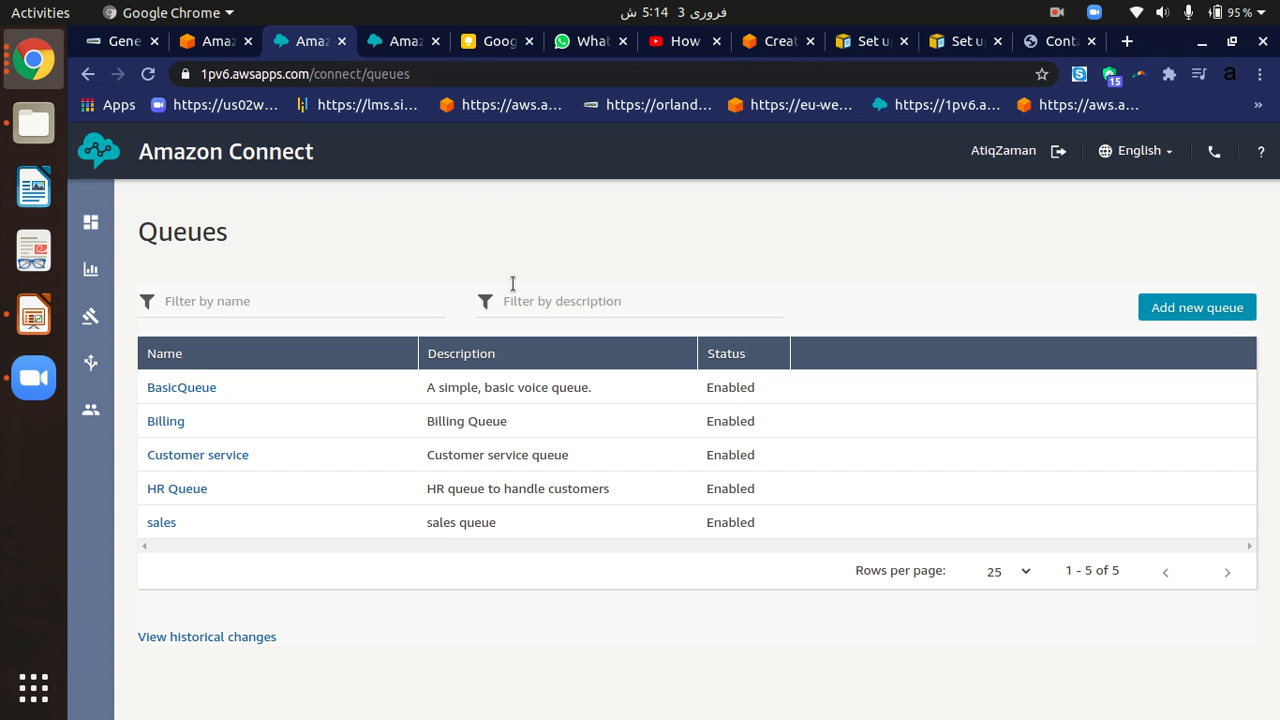 Activities
Google Chrome
فروری 3 5:14 ش
95 %
Gene
Amaz
Amaz
Amaz
Goog
What
How
Creat
Set u
Set u
Conta
1pv6.awsapps.com/connect/queues
15
a
Apps
https://us02w...
https://lms.si...
https://aws.a...
https://orland...
https://eu-we...
https://1pv6.a...
https://aws.a...
»
Amazon Connect
AtiqZaman
English
?
Queues
Filter by name
Filter by description
Add new queue
Name Description Status
BasicQueue A simple, basic voice queue. Enabled
Billing Billing Queue Enabled
Customer service Customer service queue Enabled
HR Queue HR queue to handle customers Enabled
sales sales queue Enabled
Rows per page: 25 1 - 5 of 5
View historical changes